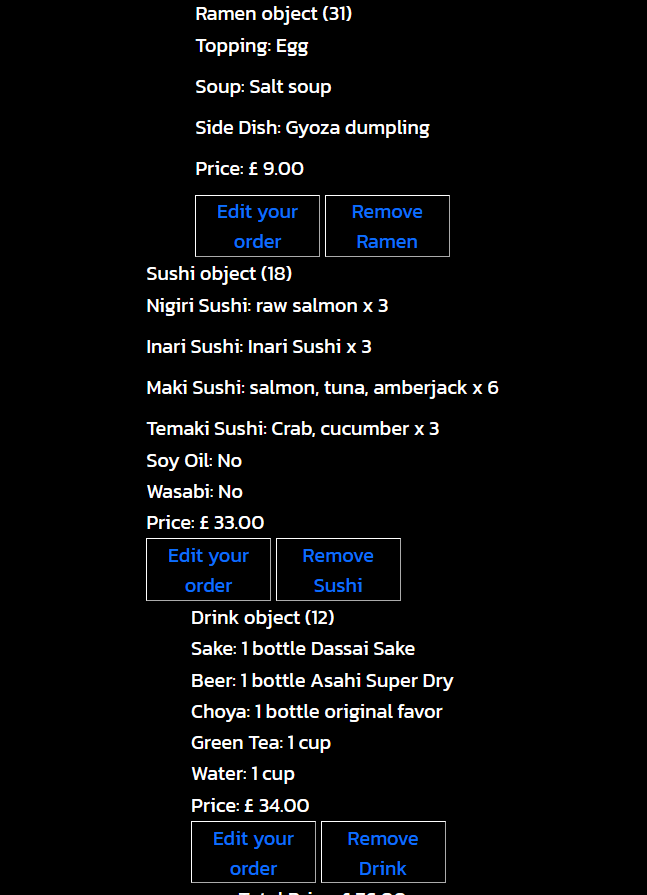 Ramen object (31)
Topping: Egg
Soup: Salt soup
Side Dish: Gyoza dumpling
Price: £ 9.00
Edit your
order
Remove
Ramen
Sushi object (18)
Nigiri Sushi: raw salmon x 3
Inari Sushi: Inari Sushi x 3
Maki Sushi: salmon, tuna, amberjack x 6
Temaki Sushi: Crab, cucumber x 3
Soy Oil: No
Wasabi: No
Price: £ 33.00
Edit your
order
Remove
Sushi
Drink object (12)
Sake: 1 bottle Dassai Sake
Beer: 1 bottle Asahi Super Dry
Choya: 1 bottle original favor
Green Tea: 1 cup
Water: 1 cup
Price: £ 34.00
Edit your
order
Remove
Drink